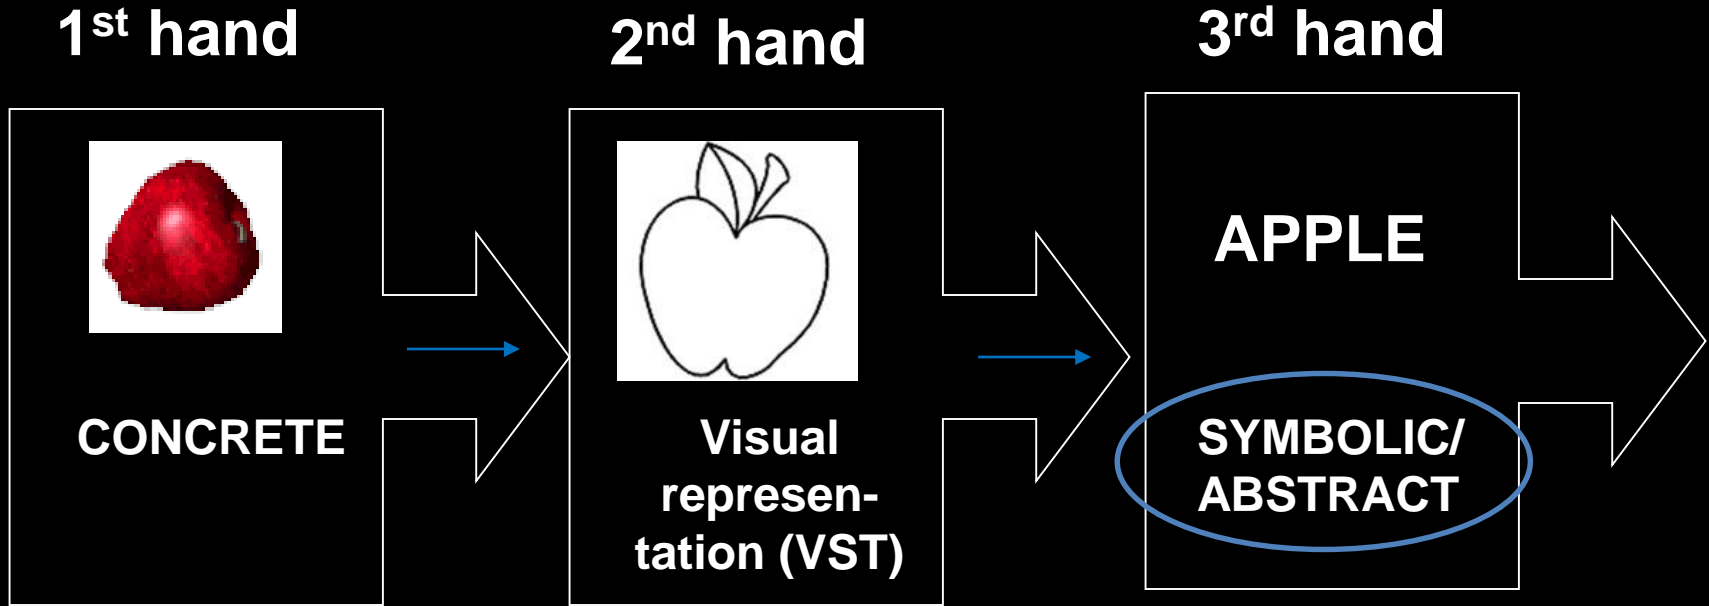 1st hand
2nd hand
3rd hand
CONCRETE
Visual
represen-
tation (VST)
APPLE
SYMBOLIC/
ABSTRACT